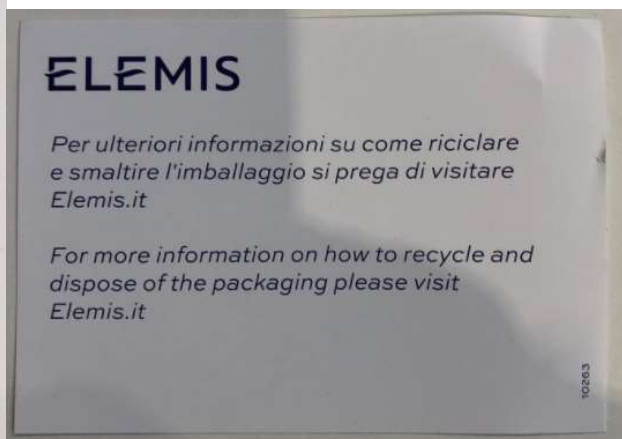 ELEMIS
Per ulteriori informazioni su come riciclare
e smaltire l'imballaggio si prega di visitare
Elemis.it
For more information on how to recycle and
dispose of the packaging please visit
Elemis.it
10263